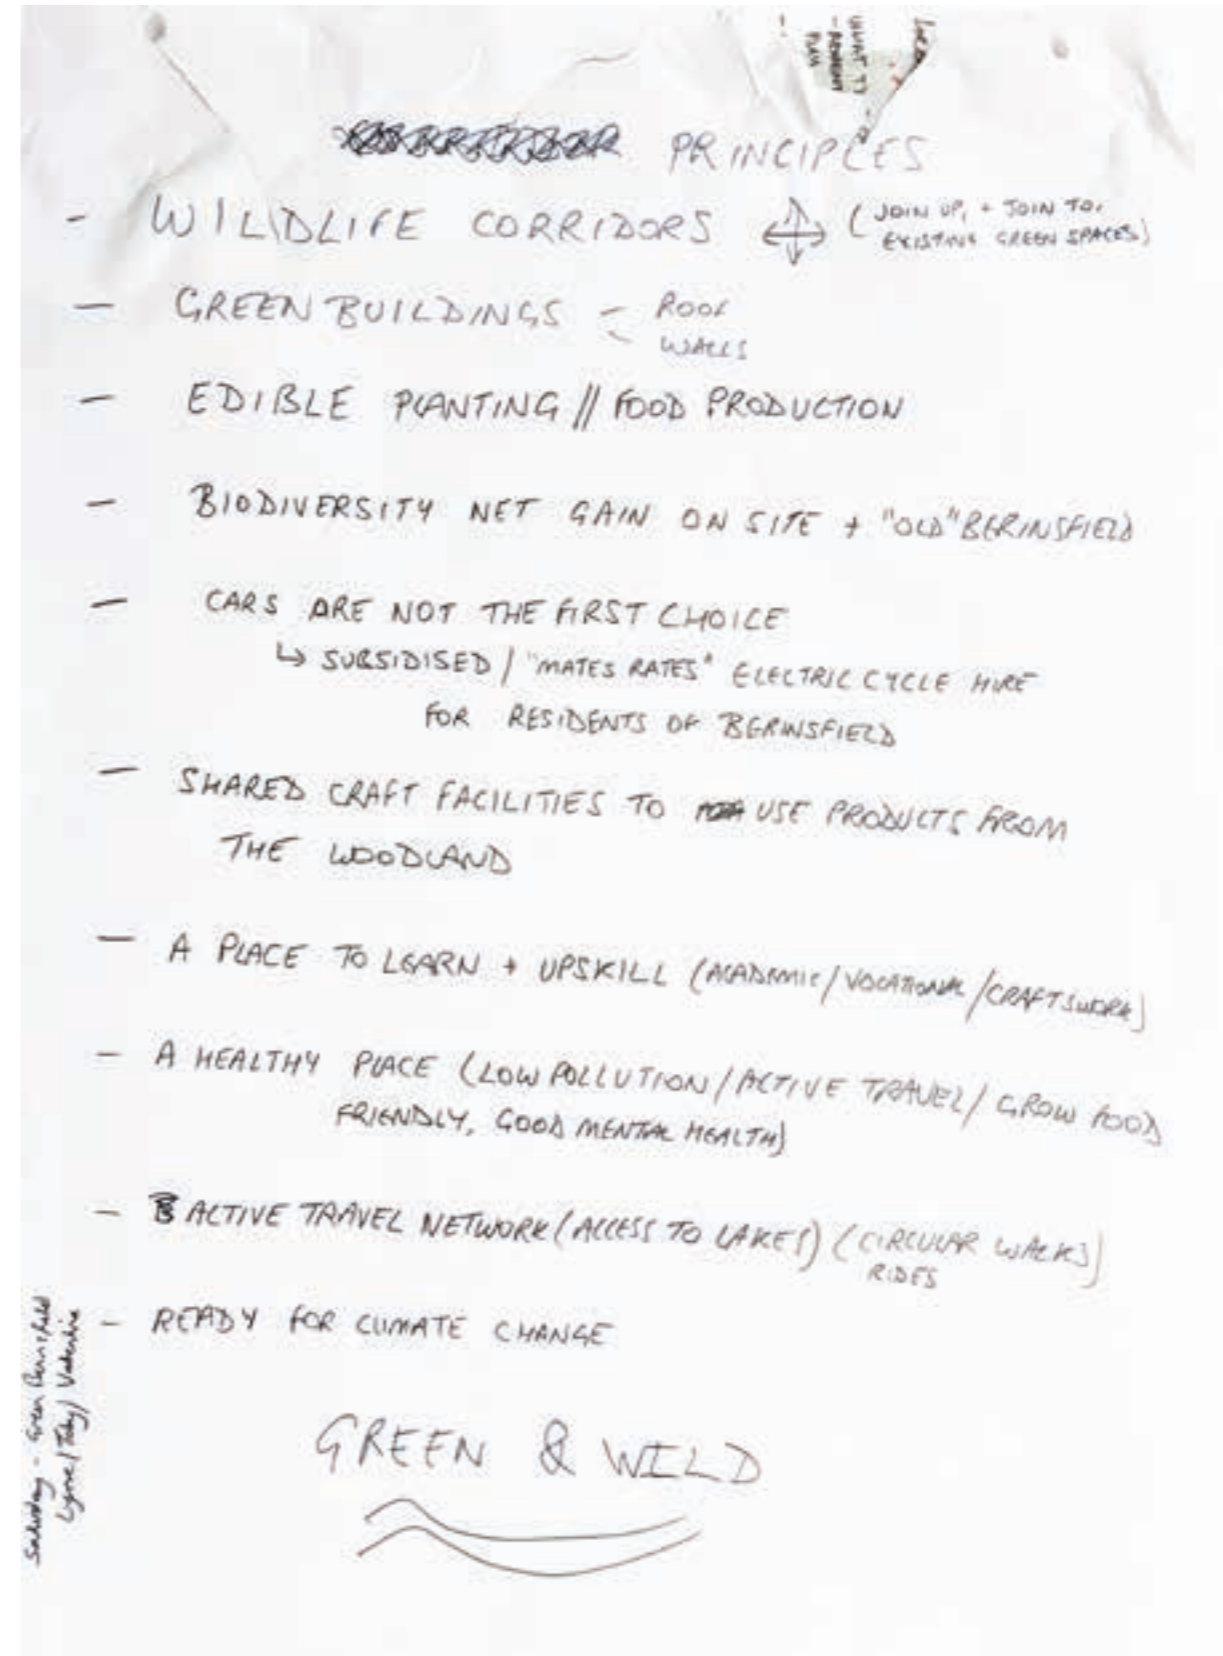 PRINCIPLES
- WILDLIFE CORRIDORS (JOIN UP, + JOIN TO,
EXISTING GREEN SPACES)
- GREEN BUILDINGS - ROOF
- WALLS
- EDIBLE PLANTING // FOOD PRODUCTION
- BIODIVERSITY NET GAIN ON SITE + "OLD" BERINSFIELD
- CARS ARE NOT THE FIRST CHOICE
↳ SUBSIDISED / "MATES RATES" ELECTRIC CYCLE HIRE
FOR RESIDENTS OF BERINSFIELD
- SHARED CRAFT FACILITIES TO USE PRODUCTS FROM
THE WOODLAND
- A PLACE TO LEARN + UPSKILL (ACADEMIC / VOCATIONAL / CRAFTSWORK)
- A HEALTHY PLACE (LOW POLLUTION / ACTIVE TRAVEL / GROW FOOD
FRIENDLY, GOOD MENTAL HEALTH)
- ACTIVE TRAVEL NETWORK (ACCESS TO LAKES) (CIRCULAR WALKS)
RIDES
- READY FOR CLIMATE CHANGE
GREEN & WILD
Saturday - Green Berinsfield
Lynne / Toby /